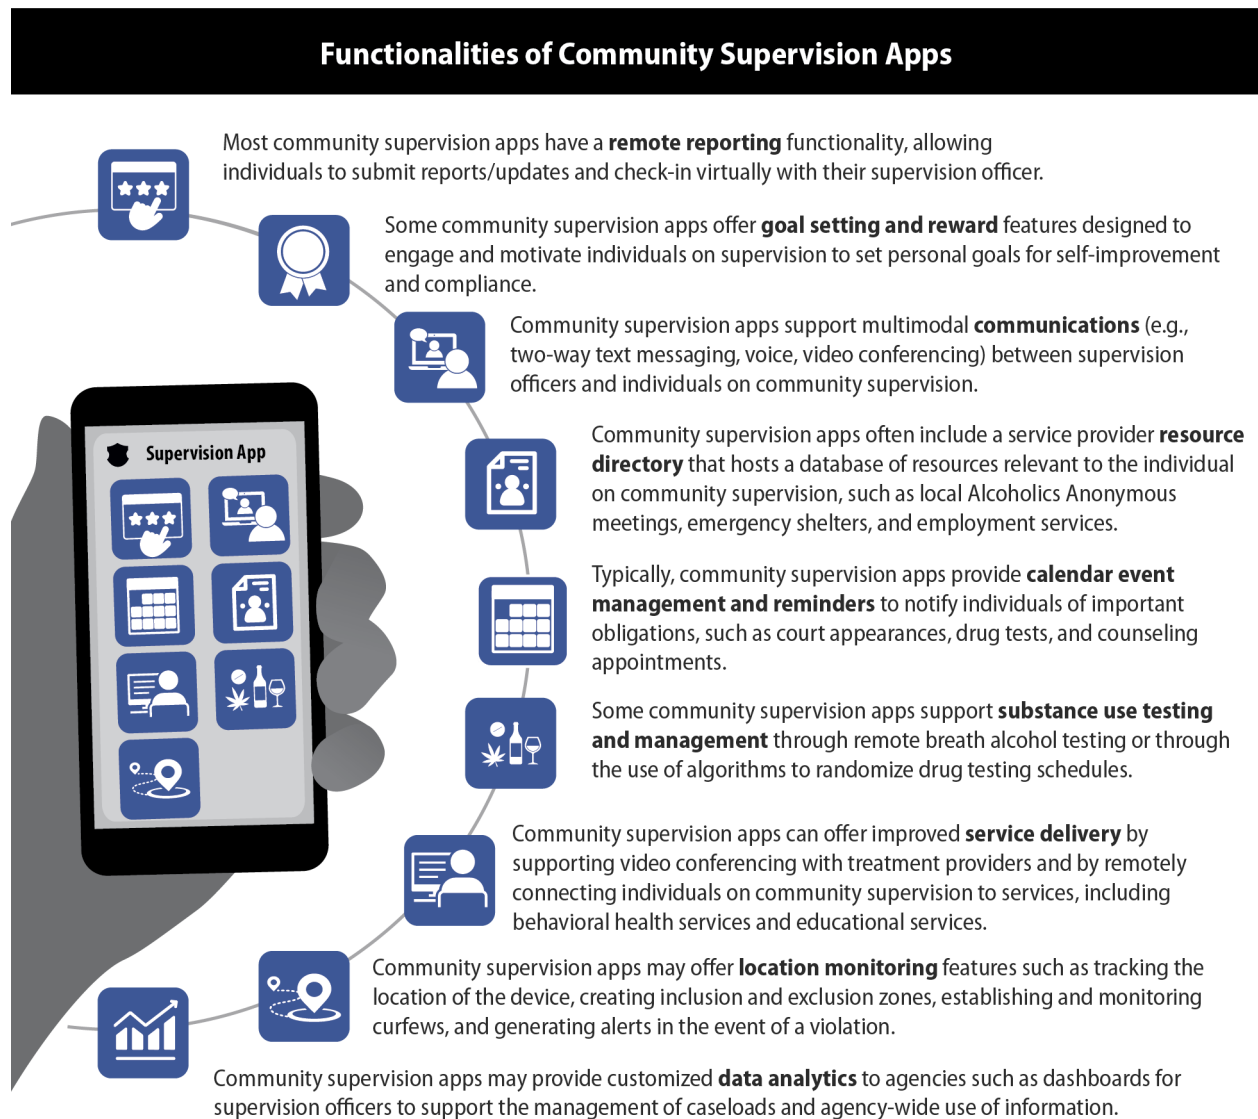 Functionalities of Community Supervision Apps
Most community supervision apps have a remote reporting functionality, allowing
individuals to submit reports/updates and check-in virtually with their supervision officer.
Some community supervision apps offer goal setting and reward features designed to
engage and motivate individuals on supervision to set personal goals for self-improvement
and compliance.
Community supervision apps support multimodal communications (e.g.,
two-way text messaging, voice, video conferencing) between supervision
officers and individuals on community supervision.
Community supervision apps often include a service provider resource
directory that hosts a database of resources relevant to the individual
on community supervision, such as local Alcoholics Anonymous
meetings, emergency shelters, and employment services.
Supervision App
Typically, community supervision apps provide calendar event
management and reminders to notify individuals of important
obligations, such as court appearances, drug tests, and counseling
appointments.
Some community supervision apps support substance use testing
and management through remote breath alcohol testing or through
the use of algorithms to randomize drug testing schedules.
Community supervision apps can offer improved service delivery by
supporting video conferencing with treatment providers and by remotely
connecting individuals on community supervision to services, including
behavioral health services and educational services.
Community supervision apps may offer location monitoring features such as tracking the
location of the device, creating inclusion and exclusion zones, establishing and monitoring
curfews, and generating alerts in the event of a violation.
Community supervision apps may provide customized data analytics to agencies such as dashboards for
supervision officers to support the management of caseloads and agency-wide use of information.